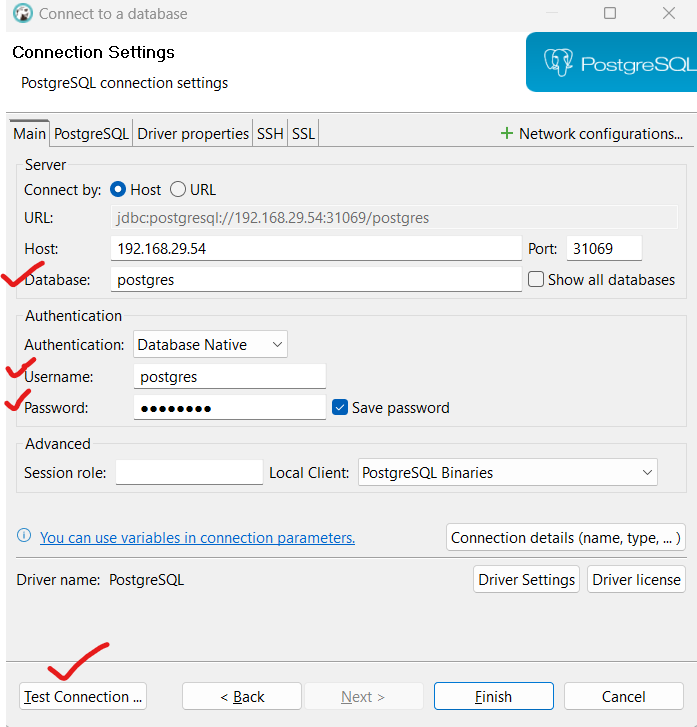 Connect to a database
Connection Settings
PostgreSQL connection settings
PostgreSQL
Main PostgreSQL Driver properties SSH SSL + Network configurations...
Server
Connect by: Host URL
URL: jdbc:postgresql://192.168.29.54:31069/postgres
Host: 192.168.29.54 Port: 31069
Database: postgres Show all databases
Authentication
Authentication: Database Native
Username: postgres
Password: ●●●●●●●● Save password
Advanced
Session role: Local Client: PostgreSQL Binaries
You can use variables in connection parameters. Connection details (name, type, ... )
Driver name: PostgreSQL Driver Settings Driver license
Test Connection ... < Back Next > Finish Cancel